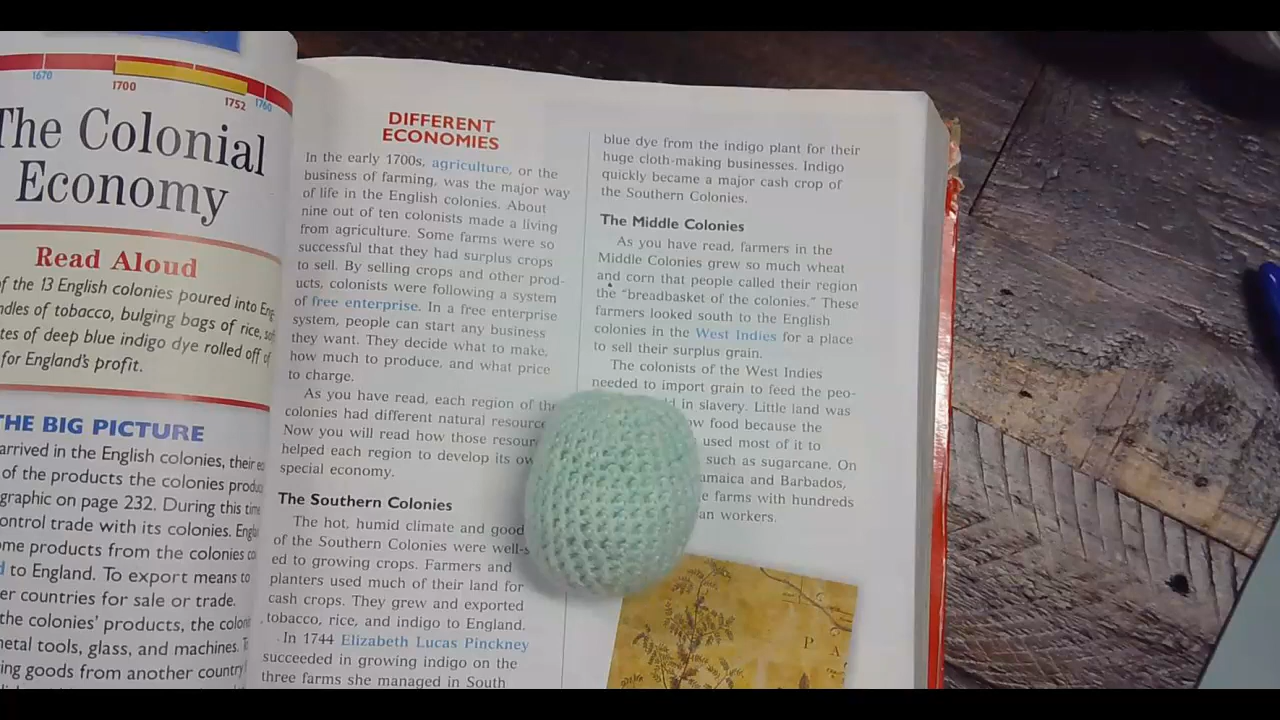 1670
1700
1752
1760
The Colonial
Economy
Read Aloud
of the 13 English colonies poured into
of tobacco, bulging bags of rice,
of deep blue indigo dye rolled off of
for England's profit.
THE BIG PICTURE
arrived in the English colonies, their
of the products the colonies
graphic on page 232. During this time
control trade with its colonies.
products from the colonies
to England. To export means to
countries for sale or trade.
the colonies' products, the
metal tools, glass, and machines.
goods from another country
DIFFERENT
ECONOMIES
In the early 1700s, agriculture, or the
business of farming, was the major way
of life in the English colonies. About
nine out of ten colonists made a living
from agriculture. Some farms were so
successful that they had surplus crops
to sell. By selling crops and other prod-
ucts, colonists were following a system
of free enterprise. In a free enterprise
system, people can start any business
they want. They decide what to make,
how much to produce, and what price
to charge.
As you have read, each region of the
colonies had different natural
Now you will read how those
helped each region to develop its
special economy.
The Southern Colonies
The hot, humid climate and good
of the Southern Colonies were well-
ed to growing crops. Farmers and
planters used much of their land for
cash crops. They grew and exported
tobacco, rice, and indigo to England.
In 1744 Elizabeth Lucas Pinckney
succeeded in growing indigo on the
three farms she managed in South
blue dye from the indigo plant for their
huge cloth-making businesses. Indigo
quickly became a major cash crop of
the Southern Colonies.
The Middle Colonies
As you have read, farmers in the
Middle Colonies grew so much wheat
and corn that people called their region
the "breadbasket of the colonies." These
farmers looked south to the English
colonies in the West Indies for a place
to sell their surplus grain.
The colonists of the West Indies
needed to import grain to feed the peo-
in slavery. Little land was
food because the
used most of it to
such as sugarcane. On
and Barbados,
farms with hundreds
workers.
P A